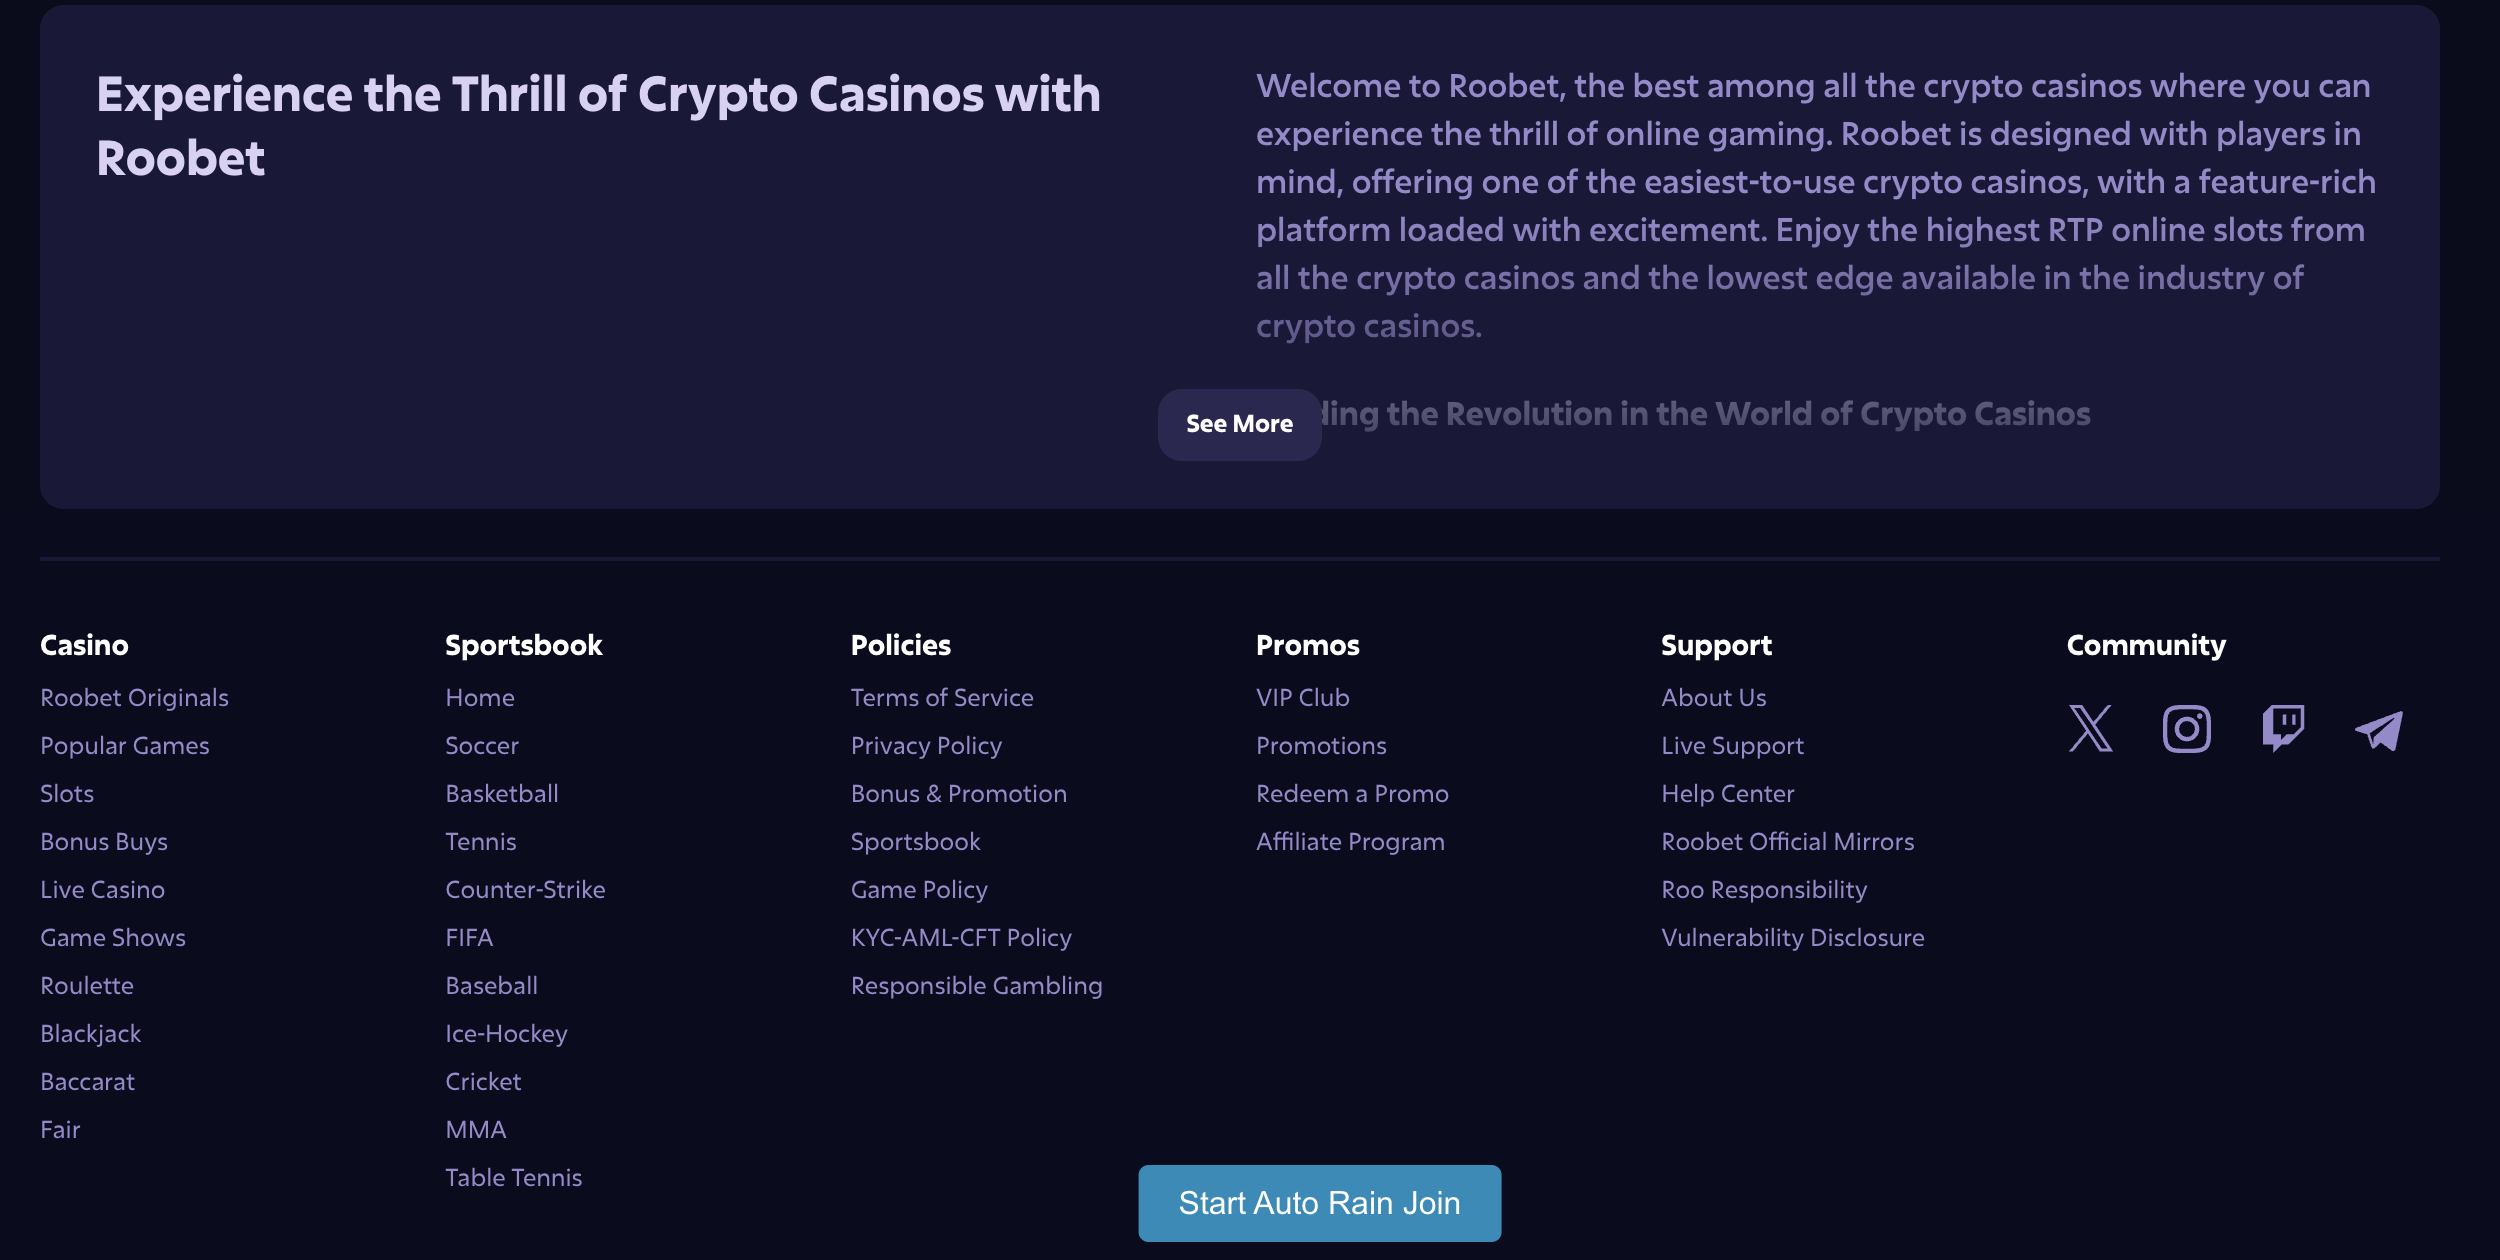 Experience the Thrill of Crypto Casinos with
Roobet
Welcome to Roobet, the best among all the crypto casinos where you can
experience the thrill of online gaming. Roobet is designed with players in
mind, offering one of the easiest-to-use crypto casinos, with a feature-rich
platform loaded with excitement. Enjoy the highest RTP online slots from
all the crypto casinos and the lowest edge available in the industry of
crypto casinos.
the Revolution in the World of Crypto Casinos
See More
Casino
Roobet Originals
Popular Games
Slots
Bonus Buys
Live Casino
Game Shows
Roulette
Blackjack
Baccarat
Fair
Sportsbook
Home
Soccer
Basketball
Tennis
Counter-Strike
FIFA
Baseball
Ice-Hockey
Cricket
MMA
Table Tennis
Policies
Terms of Service
Privacy Policy
Bonus & Promotion
Sportsbook
Game Policy
KYC-AML-CFT Policy
Responsible Gambling
Promos
VIP Club
Promotions
Redeem a Promo
Affiliate Program
Support
About Us
Live Support
Help Center
Roobet Official Mirrors
Roo Responsibility
Vulnerability Disclosure
Community
Start Auto Rain Join